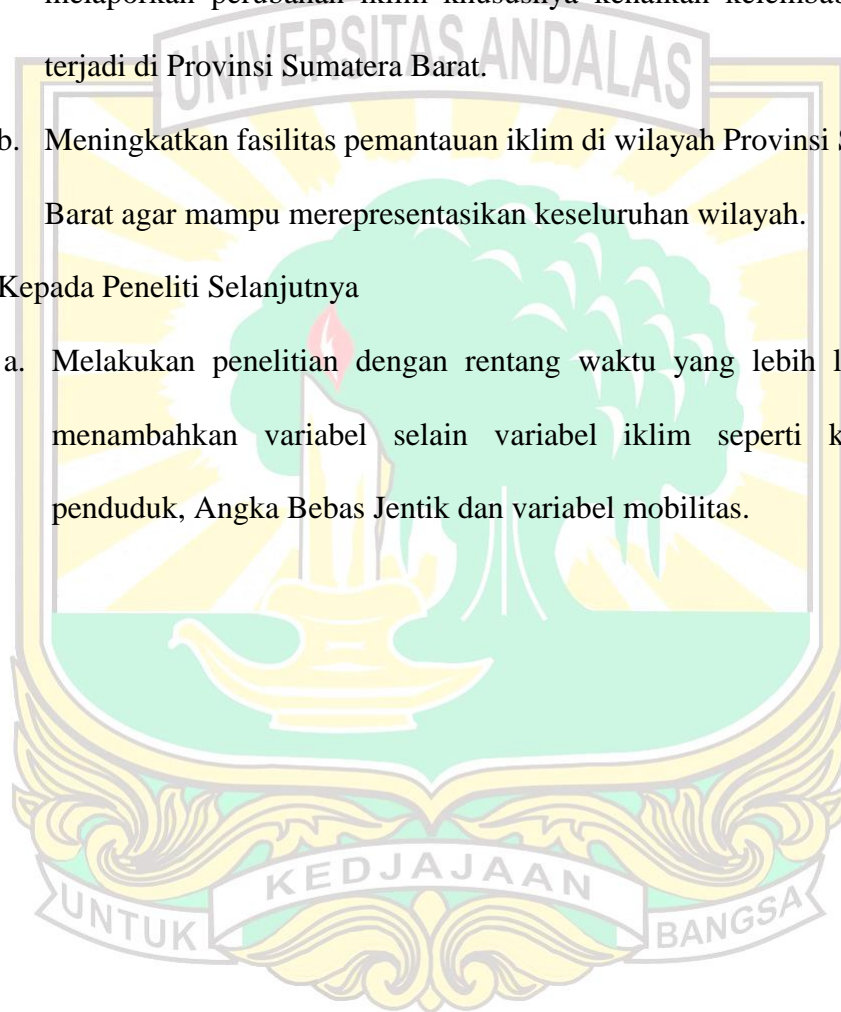 melaporkan perubahan iklim khususnya kenaikan
terjadi di Provinsi Sumatera Barat.
b. Meningkatkan fasilitas pemantauan iklim di wilayah Provinsi S
Barat agar mampu merepresentasikan keseluruhan wilayah.
Kepada Peneliti Selanjutnya
a. Melakukan penelitian dengan rentang waktu yang lebih l
menambahkan variabel selain variabel iklim seperti k
penduduk, Angka Bebas Jentik dan variabel mobilitas.
UNIVERSITAS ANDALAS
UNTUK KEDJAJAAN BANGSA